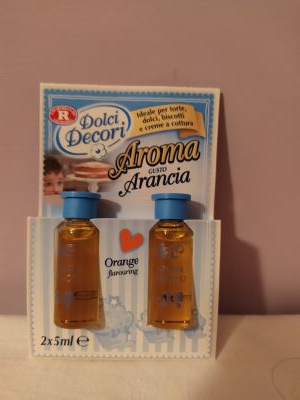 R
Dolci
Decori
Ideale per torte,
dolci, biscotti
e creme a cottura
Aroma
GUSTO
Arancia
Orange
flavouring
2x5ml e